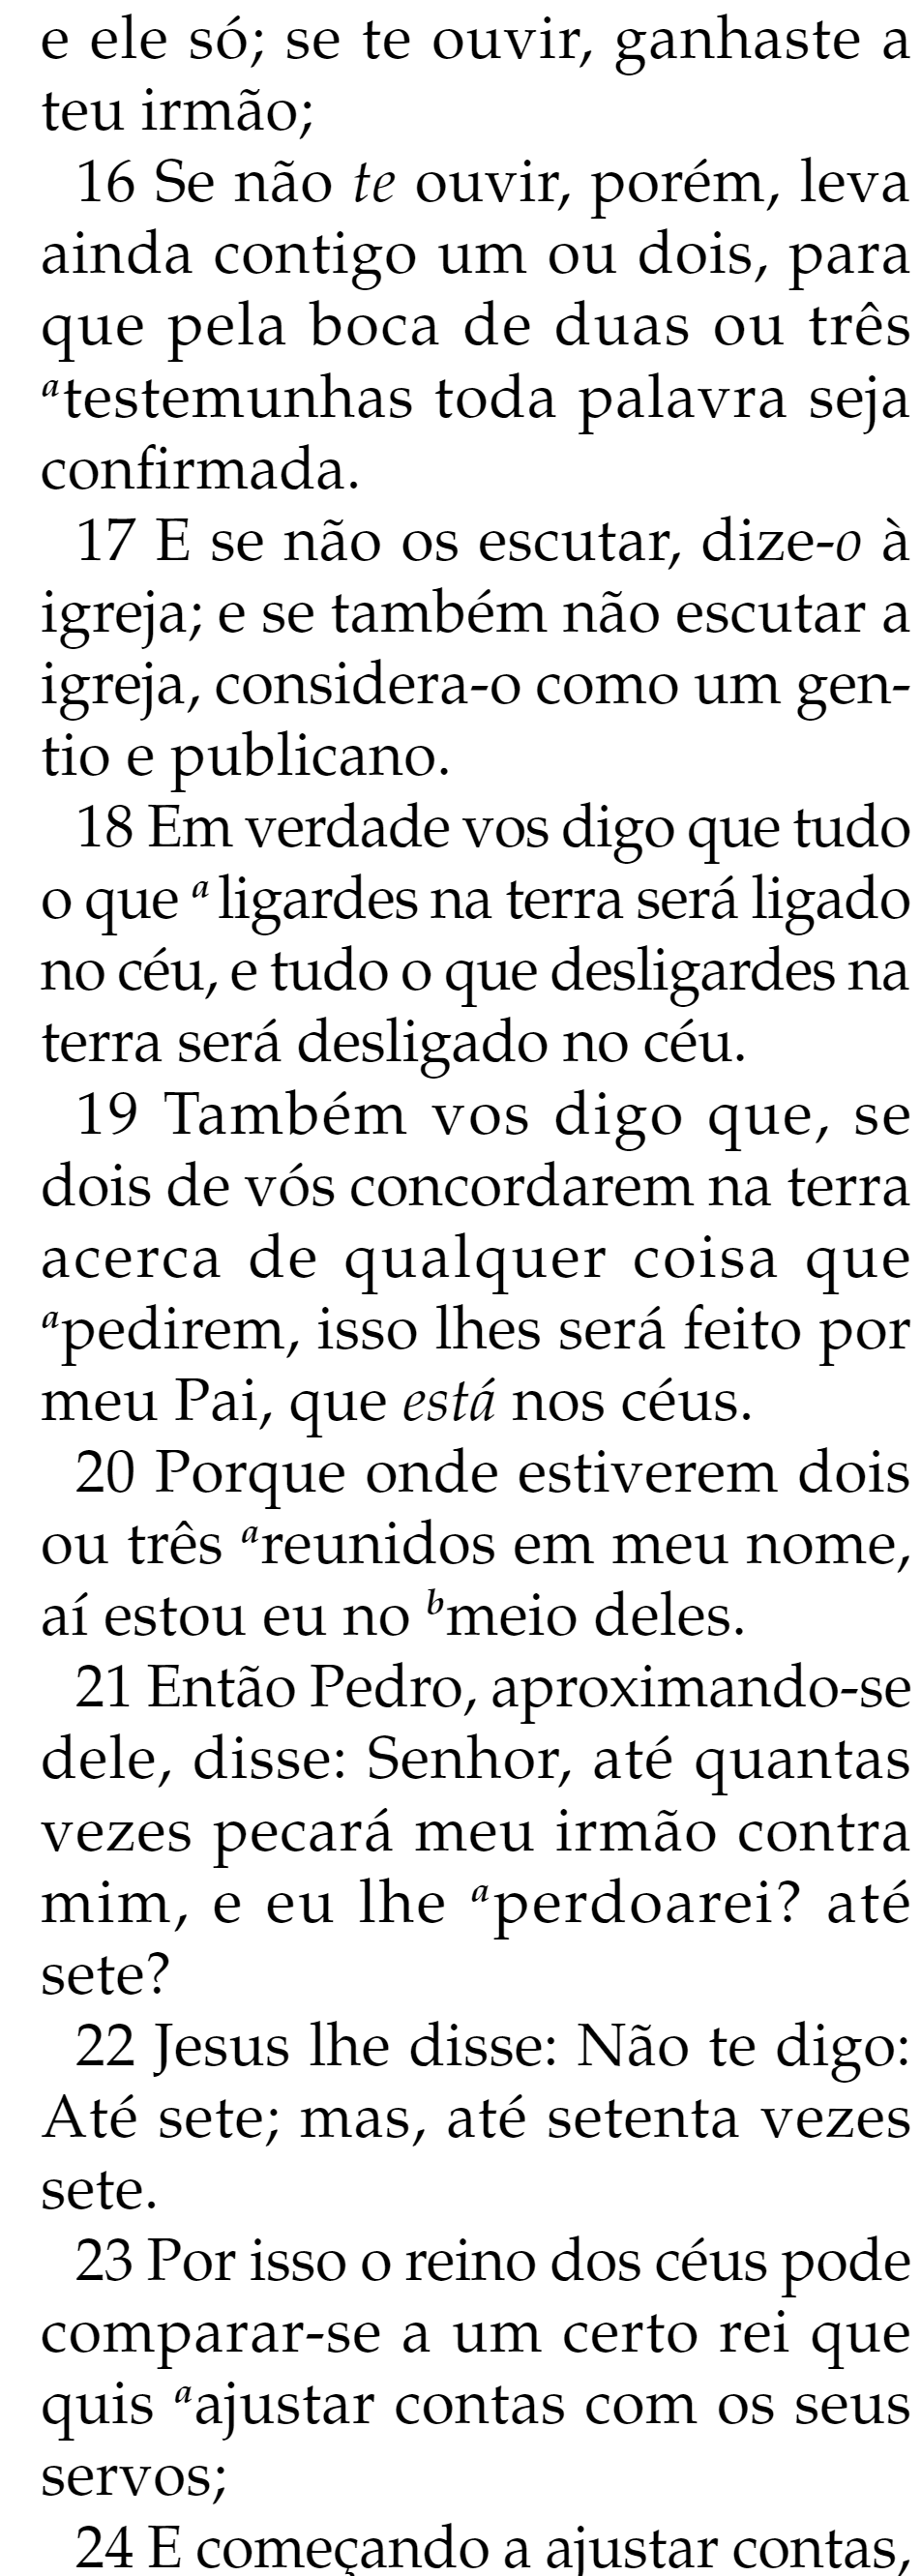 e ele só; se te ouvir, ganhaste a
teu irmão;
16 Se não te ouvir, porém, leva
ainda contigo um ou dois, para
que pela boca de duas ou três
ᵃtestemunhas toda palavra seja
confirmada.
17 E se não os escutar, dize-o à
igreja; e se também não escutar a
igreja, considera-o como um gen-
tio e publicano.
18 Em verdade vos digo que tudo
o que ᵃligardes na terra será ligado
no céu, e tudo o que desligardes na
terra será desligado no céu.
19 Também vos digo que, se
dois de vós concordarem na terra
acerca de qualquer coisa que
ᵃpedirem, isso lhes será feito por
meu Pai, que está nos céus.
20 Porque onde estiverem dois
ou três ᵃreunidos em meu nome,
aí estou eu no ᵇmeio deles.
21 Então Pedro, aproximando-se
dele, disse: Senhor, até quantas
vezes pecará meu irmão contra
mim, e eu lhe ᵃperdoarei? até
sete?
22 Jesus lhe disse: Não te digo:
Até sete; mas, até setenta vezes
sete.
23 Por isso o reino dos céus pode
comparar-se a um certo rei que
quis ᵃajustar contas com os seus
servos;
24 E começando a ajustar contas,